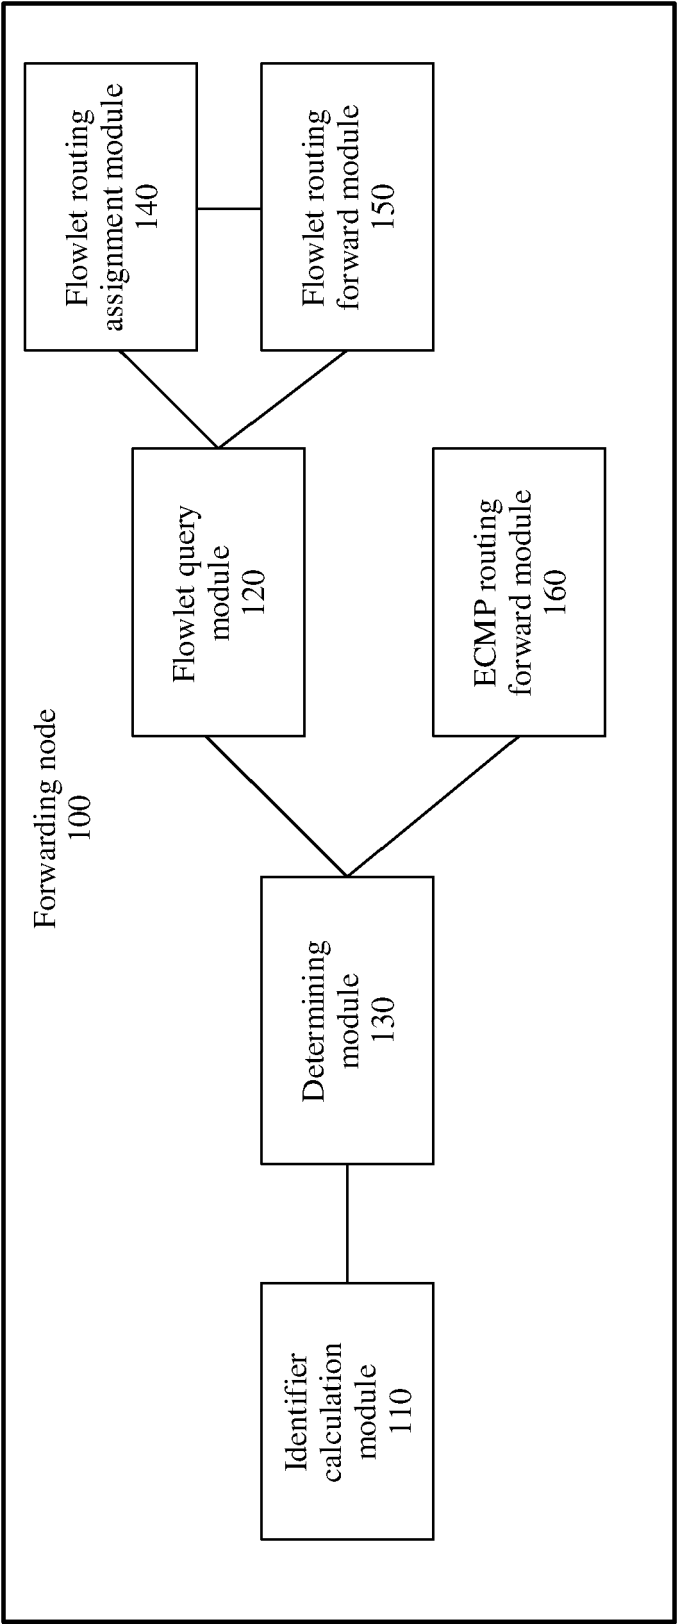 Forwarding node
100
Identifier
calculation
module
110
Determining
module
130
Flowlet query
module
120
ECMP routing
forward module
160
Flowlet routing
assignment module
140
Flowlet routing
forward module
150